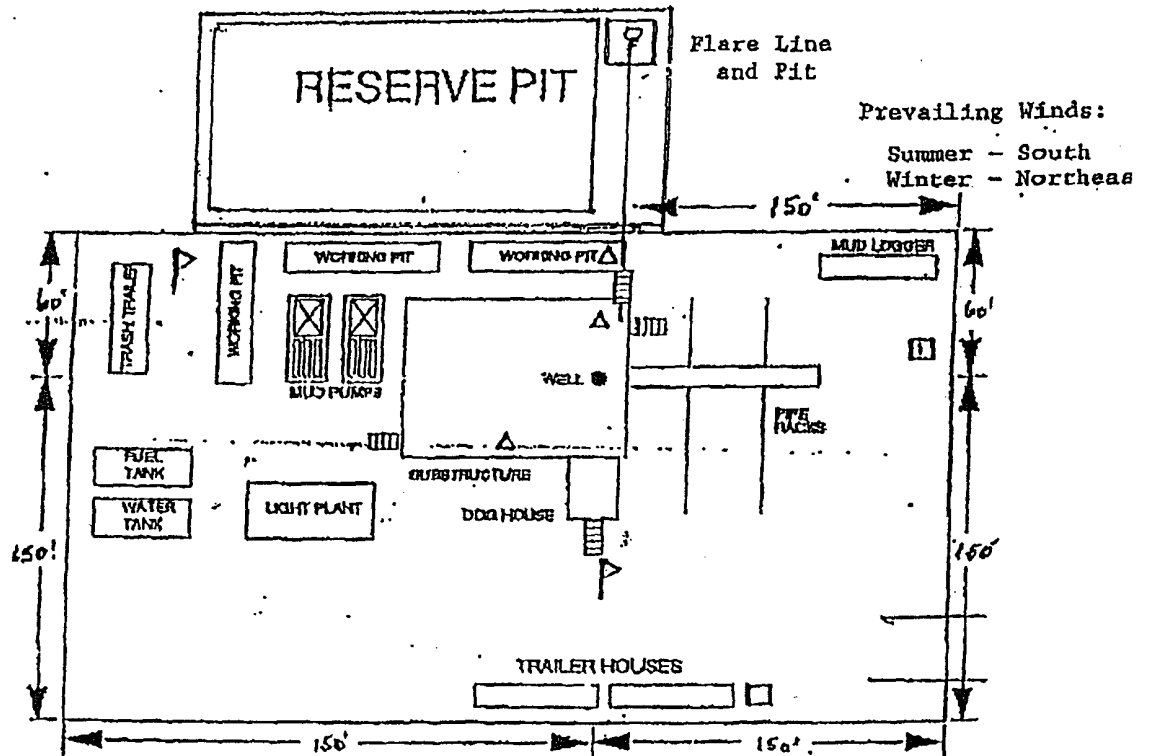 Flare Line
and Pit
RESERVE PIT
Prevailing Winds:
Summer - South
Winter - Northeas
150'
MUD LOGGER
WORKING PIT
WORKING PIT
60'
60'
TRASH TRAILER
WORKING PIT
WELL
MUD PUMPS
PIPE
RACKS
FUEL
TANK
SUBSTRUCTURE
WATER
TANK
LIGHT PLANT
DOG HOUSE
150'
150'
TRAILER HOUSES
150'
150'